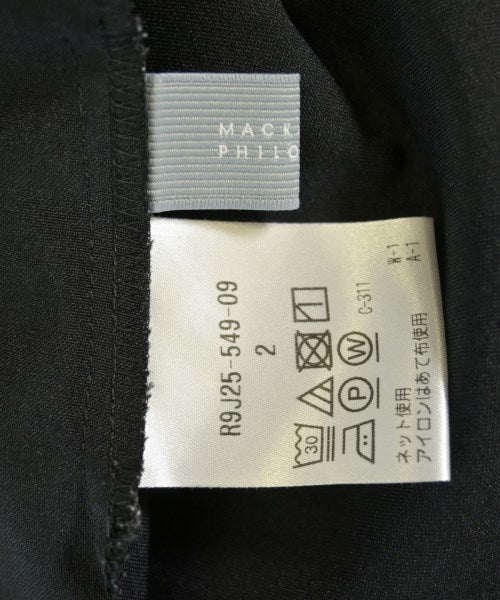 MACK
PHILO
R9J25-549-09
2
30
P
W
C-311
W-1
A-1
ネット使用
アイロンはあて布使用